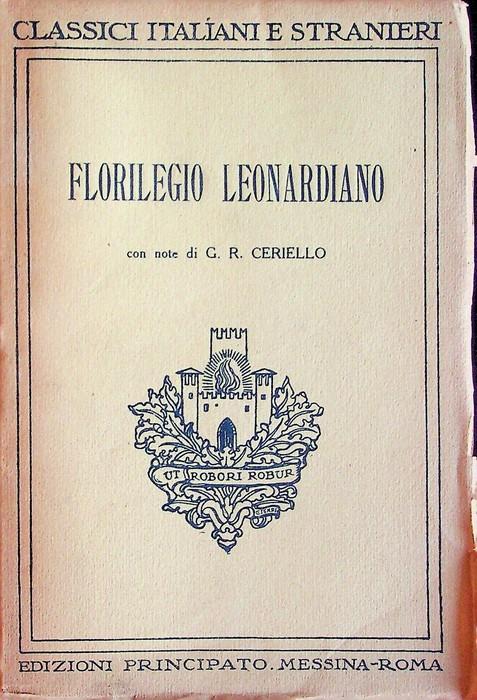 CLASSICI ITALIANI E STRANIERI
FLORILEGIO LEONARDIANO
con note di G. R. CERIELLO
UT ROBORI ROBUR
EDIZIONI PRINCIPATO. MESSINA-ROMA